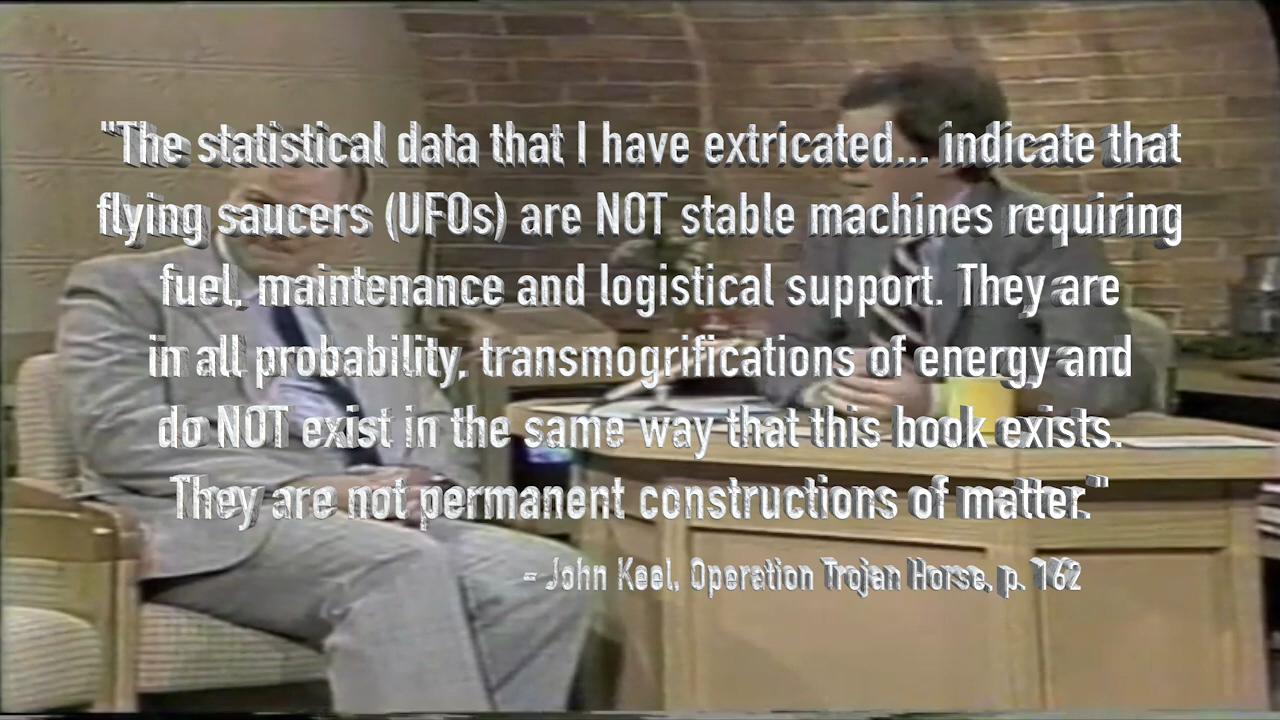 "The statistical data that I have extricated... indicate that
flying saucers (UFOs) are NOT stable machines requiring
fuel, maintenance and logistical support. They are
in all probability, transmogrifications of energy and
do NOT exist in the same way that this book exists.
They are not permanent constructions of matter."
- John Keel, Operation Trojan Horse, p. 162